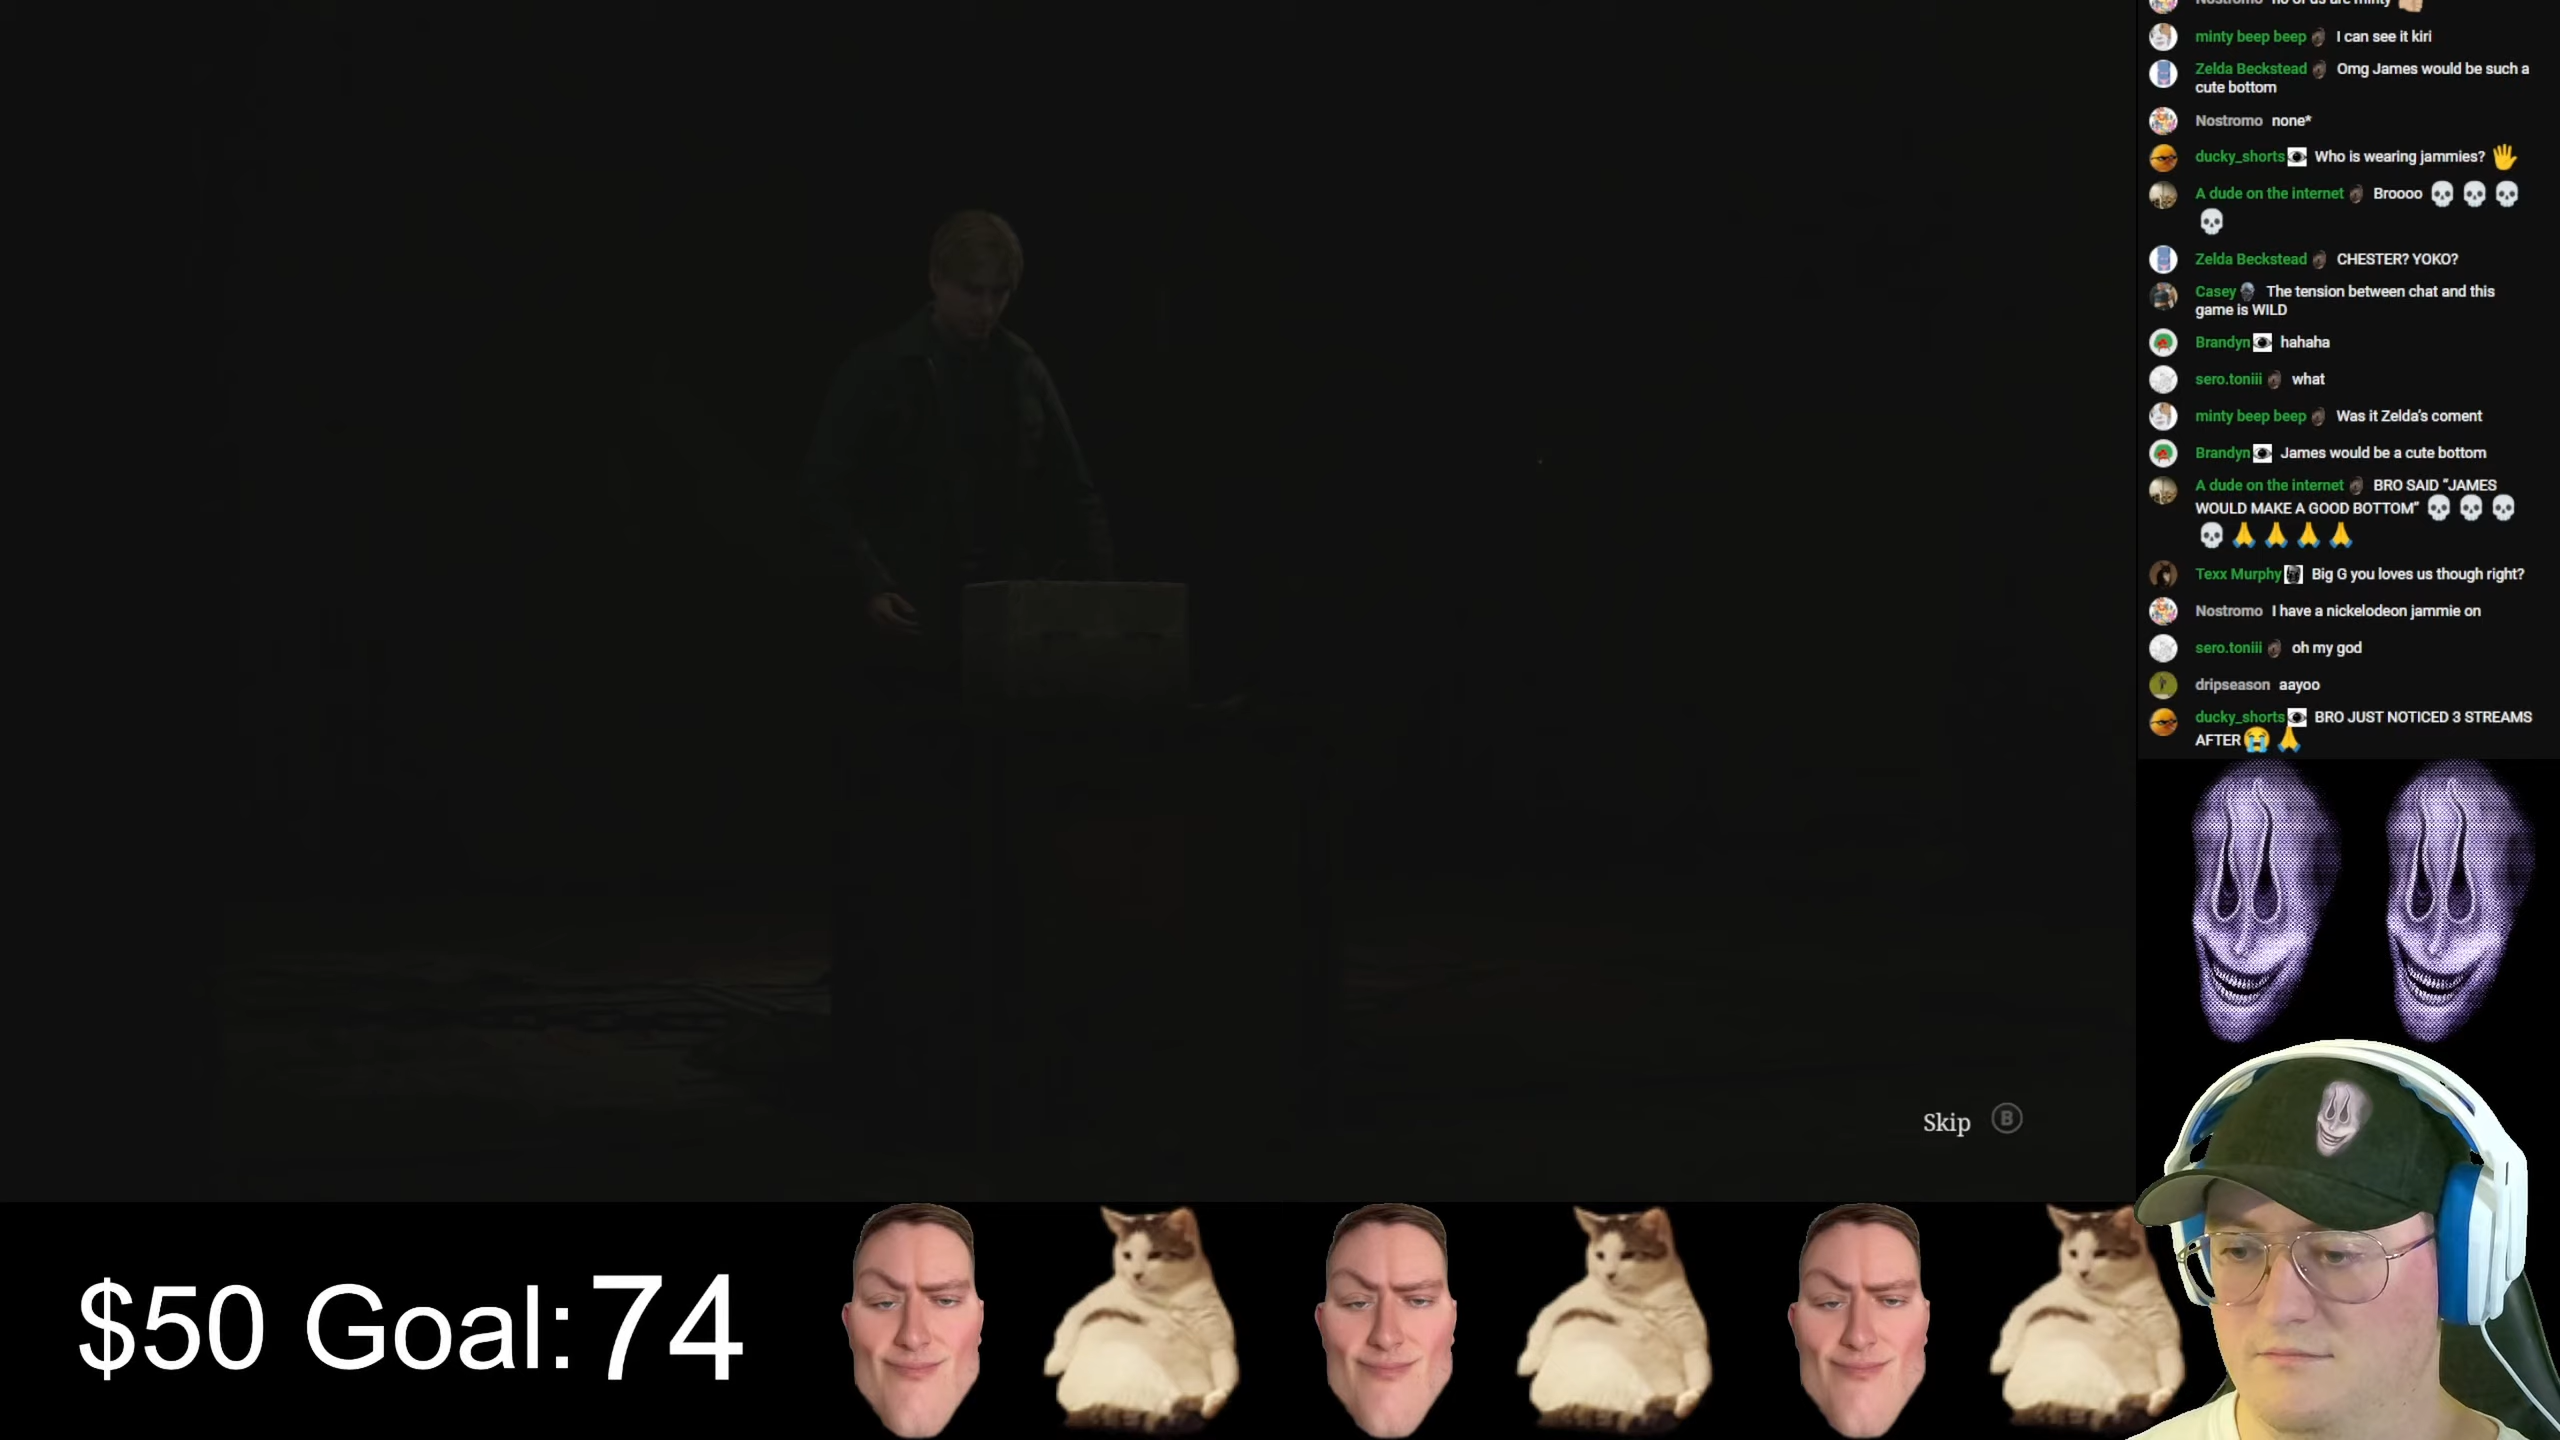 minty beep beep I can see it kiri
Zelda Beckstead Omg James would be such a
cute bottom
Nostromo none*
ducky_shorts Who is wearing jammies? 🖐
A dude on the internet Broooo 💀 💀 💀
💀
Zelda Beckstead CHESTER? YOKO?
Casey The tension between chat and this
game is WILD
Brandyn hahaha
sero.toniii what
minty beep beep Was it Zelda's coment
Brandyn James would be a cute bottom
A dude on the internet BRO SAID "JAMES
WOULD MAKE A GOOD BOTTOM" 💀 💀 💀
💀 🙏 🙏 🙏 🙏
Texx Murphy Big G you loves us though right?
Nostromo I have a nickelodeon jammie on
sero.toniii oh my god
dripseason aayoo
ducky_shorts BRO JUST NOTICED 3 STREAMS
AFTER 😭 🙏
Skip B
$50 Goal: 74